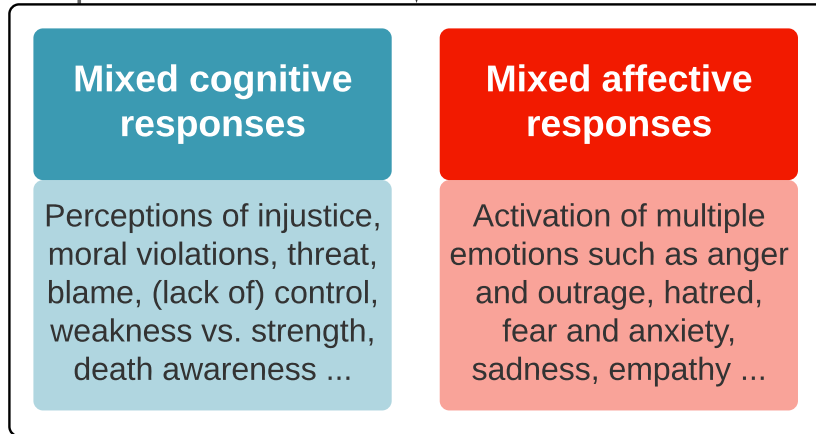 Mixed cognitive
responses
Perceptions of injustice,
moral violations, threat,
blame, (lack of) control,
weakness vs. strength,
death awareness ...
Mixed affective
responses
Activation of multiple
emotions such as anger
and outrage, hatred,
fear and anxiety,
sadness, empathy ...